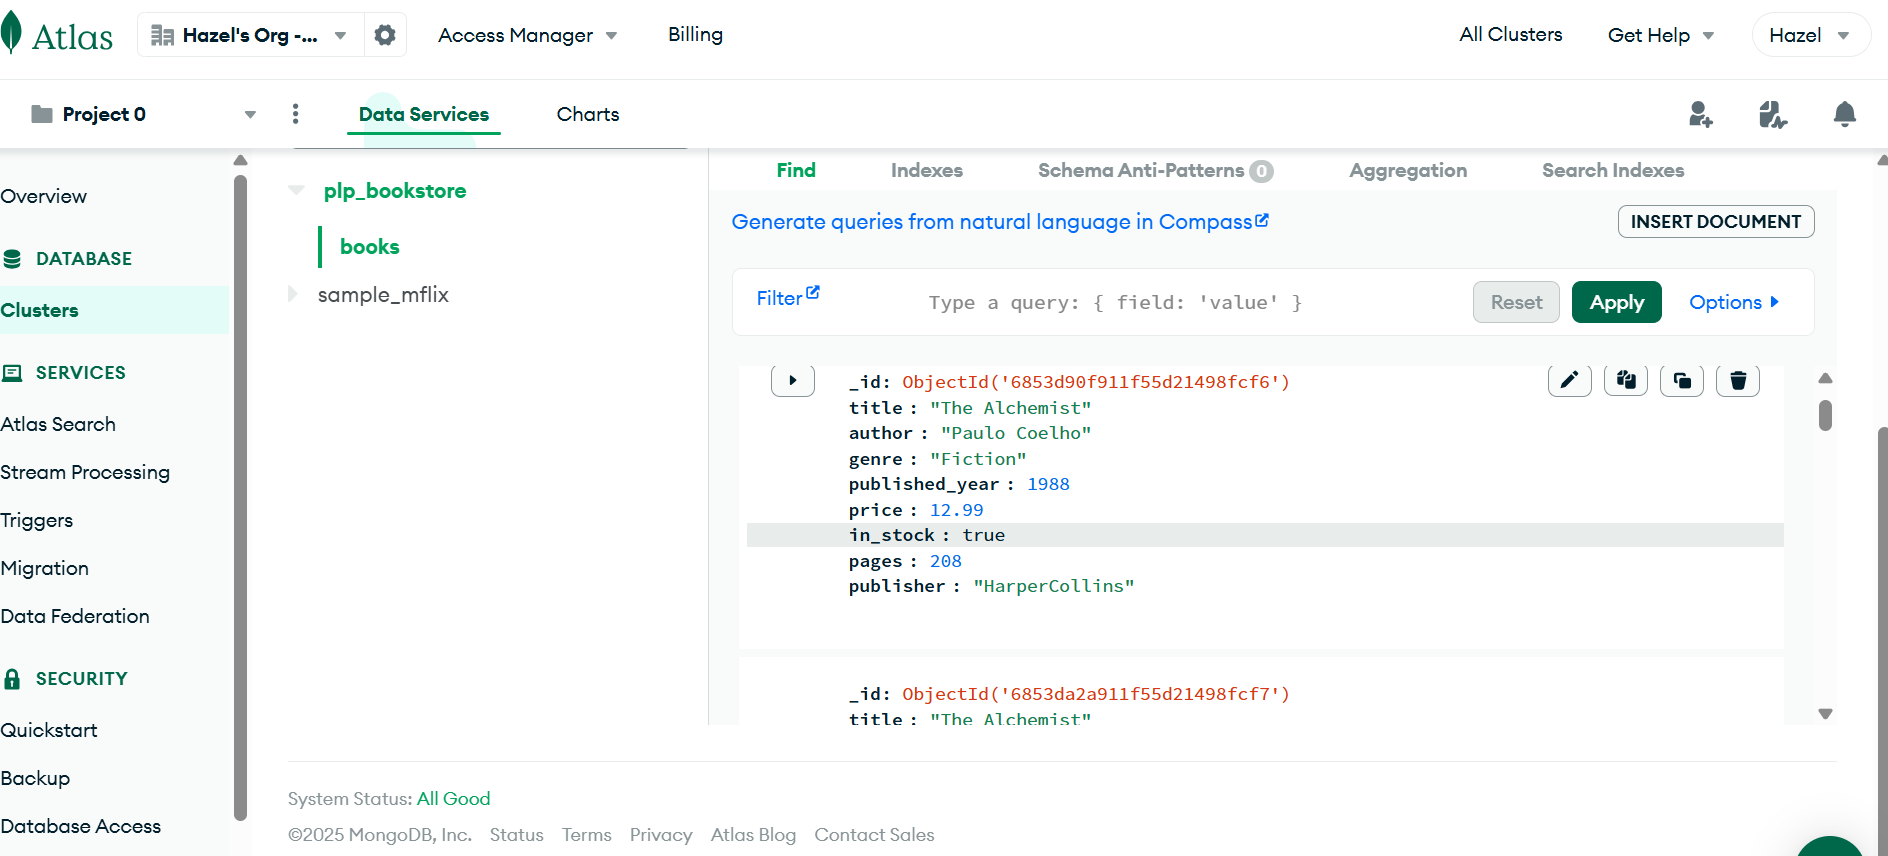 Atlas
Hazel's Org -...
Access Manager
Billing
All Clusters
Get Help
Hazel
Project 0
Data Services
Charts
Overview
DATABASE
Clusters
SERVICES
Atlas Search
Stream Processing
Triggers
Migration
Data Federation
SECURITY
Quickstart
Backup
Database Access
plp_bookstore
books
sample_mflix
Find
Indexes
Schema Anti-Patterns 0
Aggregation
Search Indexes
Generate queries from natural language in Compass
INSERT DOCUMENT
Filter
Type a query: { field: 'value' }
Reset
Apply
Options
_id: ObjectId('6853d90f911f55d21498fcf6')
title : "The Alchemist"
author : "Paulo Coelho"
genre : "Fiction"
published_year : 1988
price : 12.99
in_stock : true
pages : 208
publisher : "HarperCollins"
_id: ObjectId('6853da2a911f55d21498fcf7')
title : "The Alchemist"
System Status: All Good
©2025 MongoDB, Inc.
Status
Terms
Privacy
Atlas Blog
Contact Sales